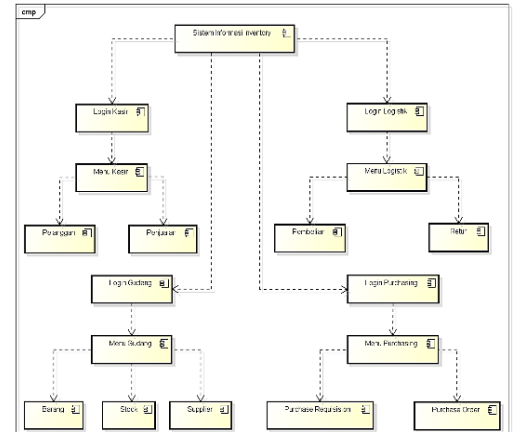 cmp
Sistem Informasi Inventory
Login Kasir
Login Logistik
Menu Kasir
Menu Logistik
Pelanggan
Penjualan
Pembelian
Retur
Login Gudang
Login Purchasing
Menu Gudang
Menu Purchasing
Barang
Stock
Supplier
Purchase Requisision
Purchase Order